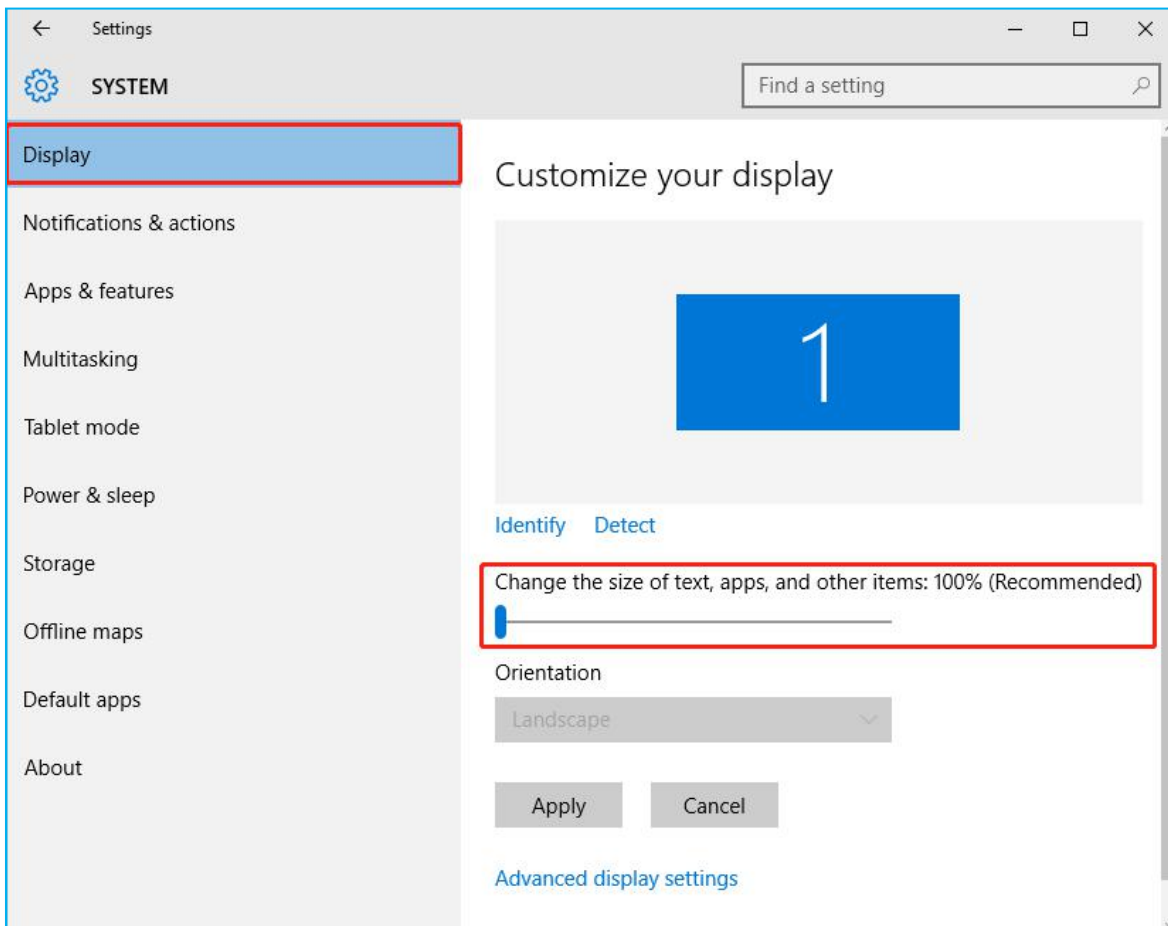 Settings
SYSTEM
Find a setting
Display
Notifications & actions
Apps & features
Multitasking
Tablet mode
Power & sleep
Storage
Offline maps
Default apps
About
Customize your display
1
Identify Detect
Change the size of text, apps, and other items: 100% (Recommended)
Orientation
Landscape
Apply Cancel
Advanced display settings